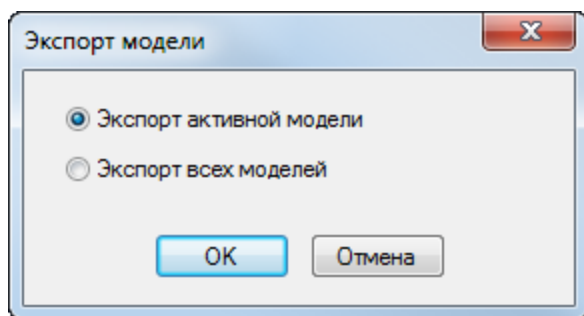 Экспорт модели
Экспорт активной модели
Экспорт всех моделей
OK
Отмена